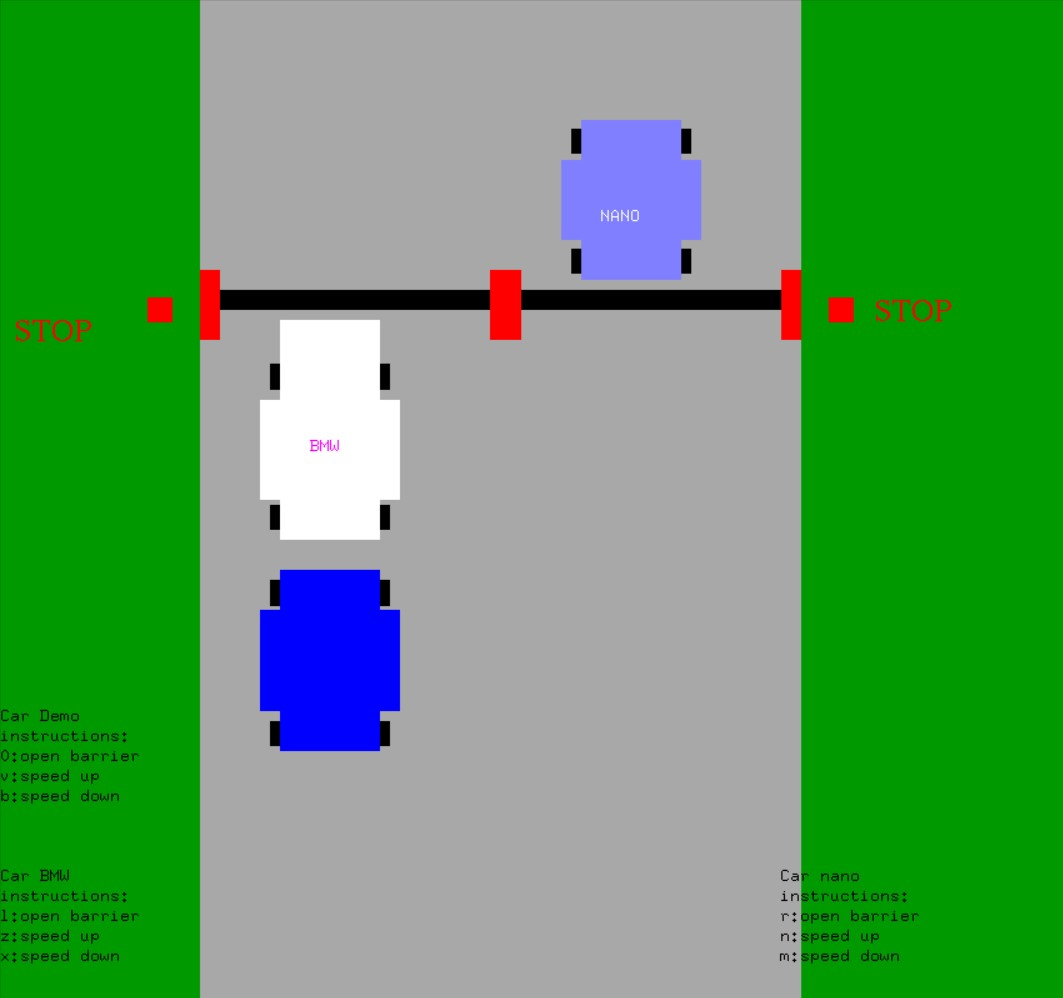 NANO
STOP
STOP
BMW
Car Demo
instructions:
O:open barrier
v:speed up
b:speed down
Car BMW
instructions:
l:open barrier
z:speed up
x:speed down
Car nano
instructions:
r:open barrier
n:speed up
m:speed down